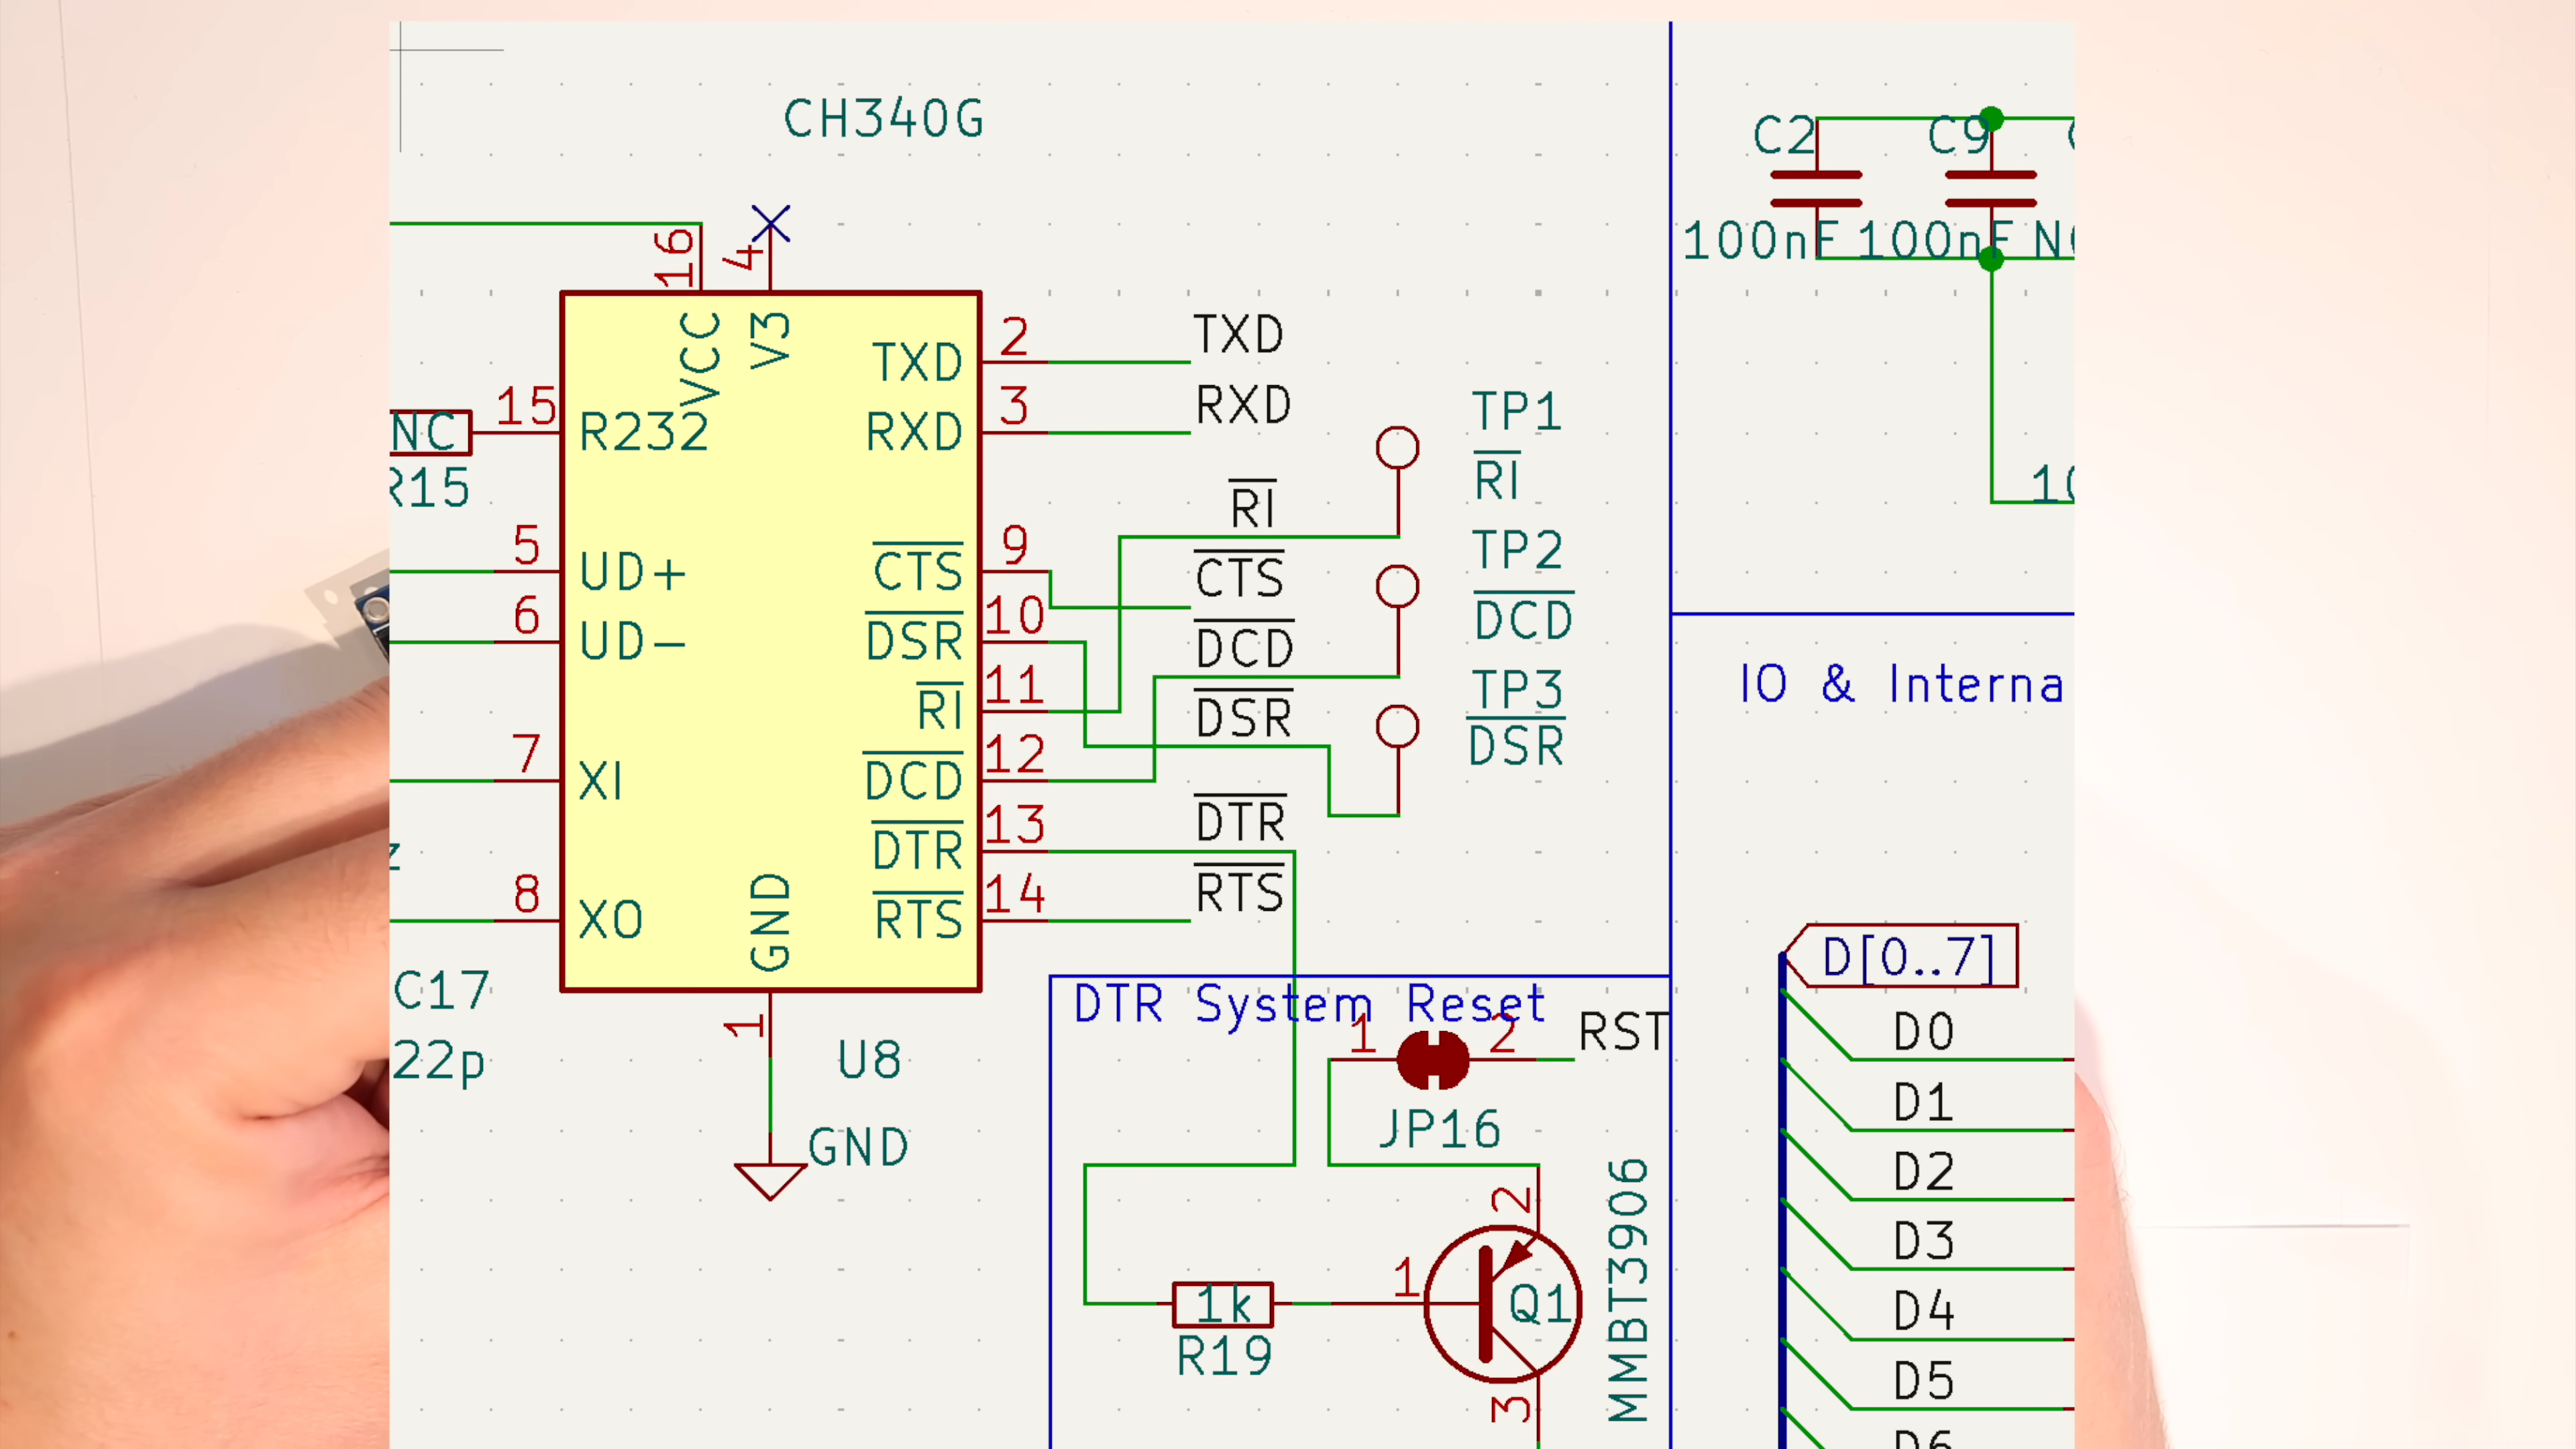 CH340G
16
4
VCC
V3
TXD
2
TXD
RXD
3
RXD
NC
15
R232
R15
5
UD+
6
UD-
7
XI
8
XO
CTS
9
DSR
10
RI
11
DCD
12
DTR
13
RTS
14
GND
1
U8
GND
C17
22p
RI
CTS
DCD
DSR
DTR
RTS
TP1
RI
TP2
DCD
TP3
DSR
DTR System Reset
1
2
RST
JP16
2
1
Q1
3
MMBT3906
1k
R19
C2
C9
100nF
100nF
IO & Interna
D[0..7]
D0
D1
D2
D3
D4
D5
D6